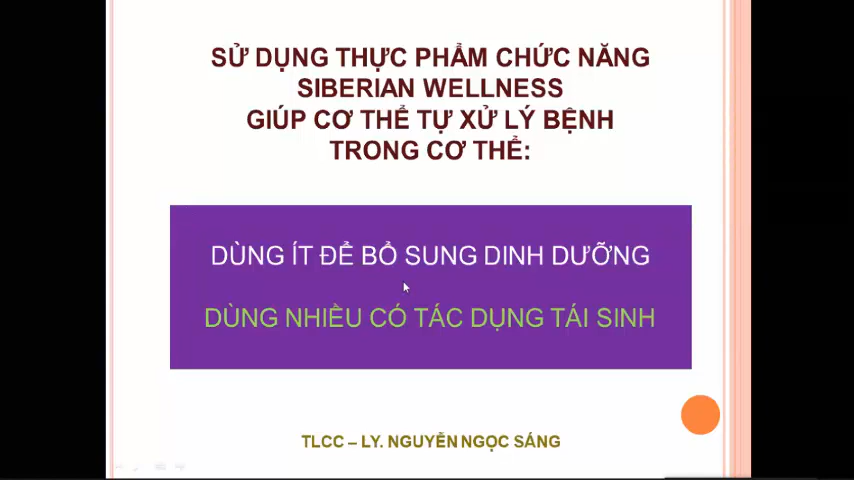 SỬ DỤNG THỰC PHẨM CHỨC NĂNG
SIBERIAN WELLNESS
GIÚP CƠ THỂ TỰ XỬ LÝ BỆNH
TRONG CƠ THỂ:
DÙNG ÍT ĐỂ BỔ SUNG DINH DƯỠNG
DÙNG NHIỀU CÓ TÁC DỤNG TÁI SINH
TLCC – LY. NGUYỄN NGỌC SÁNG